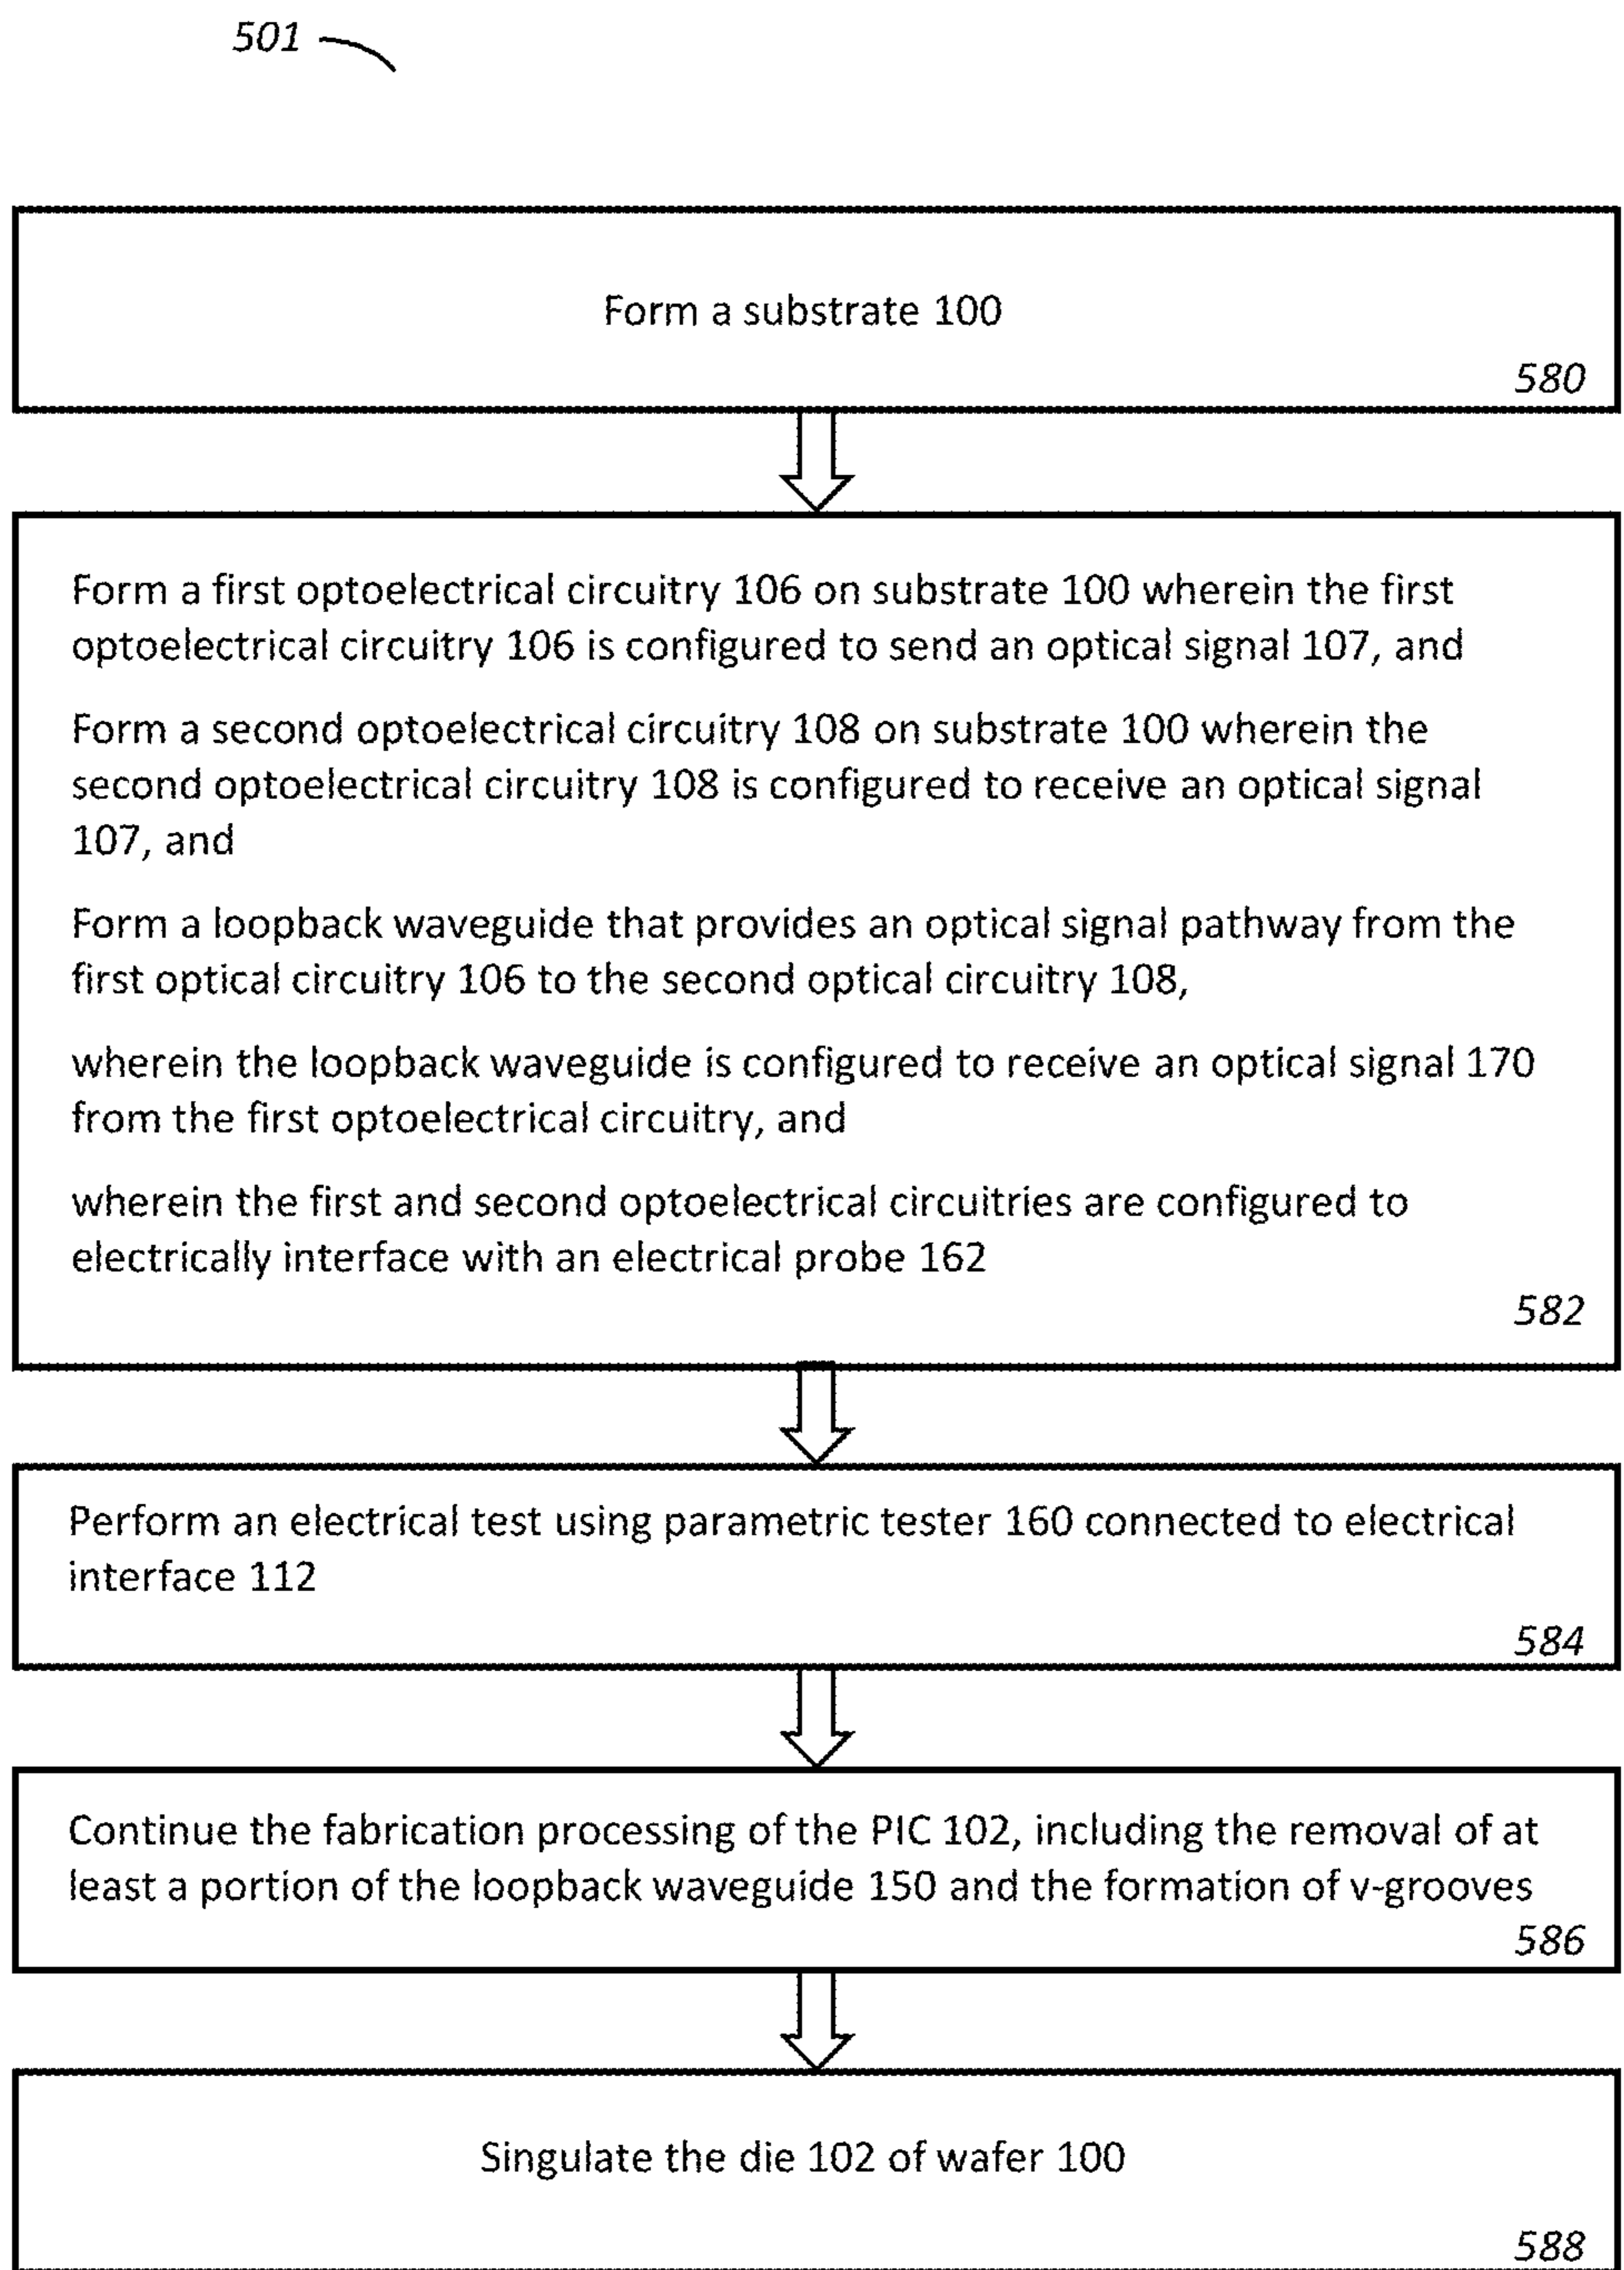 501
Form a substrate 100
580
Form a first optoelectrical circuitry 106 on substrate 100 wherein the first
optoelectrical circuitry 106 is configured to send an optical signal 107, and
Form a second optoelectrical circuitry 108 on substrate 100 wherein the
second optoelectrical circuitry 108 is configured to receive an optical signal
107, and
Form a loopback waveguide that provides an optical signal pathway from the
first optical circuitry 106 to the second optical circuitry 108,
wherein the loopback waveguide is configured to receive an optical signal 170
from the first optoelectrical circuitry, and
wherein the first and second optoelectrical circuitries are configured to
electrically interface with an electrical probe 162
582
Perform an electrical test using parametric tester 160 connected to electrical
interface 112
584
Continue the fabrication processing of the PIC 102, including the removal of at
least a portion of the loopback waveguide 150 and the formation of v-grooves
586
Singulate the die 102 of wafer 100
588